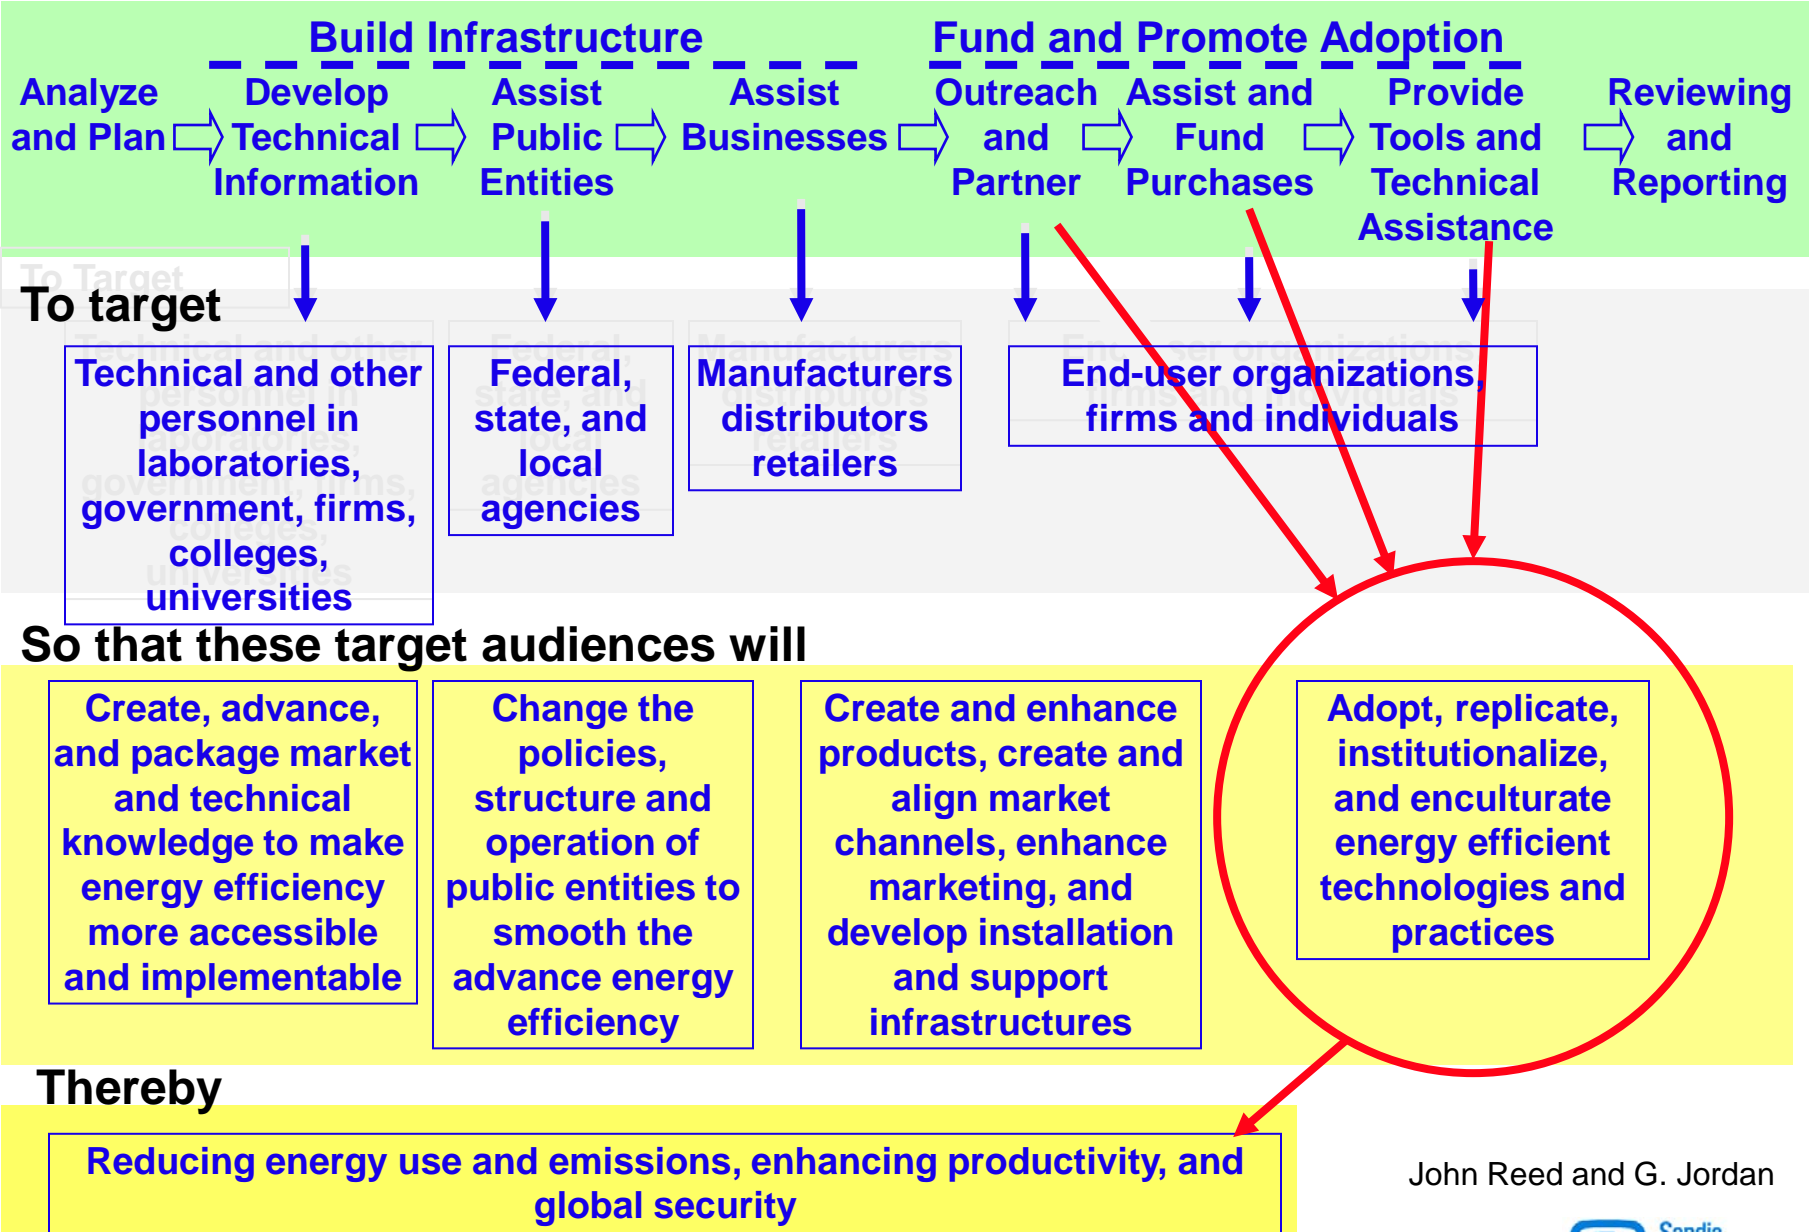 Build Infrastructure
Fund and Promote Adoption
Analyze
and Plan
Develop
Technical
Information
Assist
Public
Entities
Assist
Businesses
Outreach
and
Partner
Assist and
Fund
Purchases
Provide
Tools and
Technical
Assistance
Reviewing
and
Reporting
To target
Technical and other
personnel in
laboratories,
government, firms,
colleges,
universities
Federal,
state, and
local
agencies
Manufacturers
distributors
retailers
End-user organizations,
firms and individuals
So that these target audiences will
Create, advance,
and package market
and technical
knowledge to make
energy efficiency
more accessible
and implementable
Change the
policies,
structure and
operation of
public entities to
smooth the
advance energy
efficiency
Create and enhance
products, create and
align market
channels, enhance
marketing, and
develop installation
and support
infrastructures
Adopt, replicate,
institutionalize,
and enculturate
energy efficient
technologies and
practices
Thereby
Reducing energy use and emissions, enhancing productivity, and
global security
John Reed and G. Jordan
Sandia